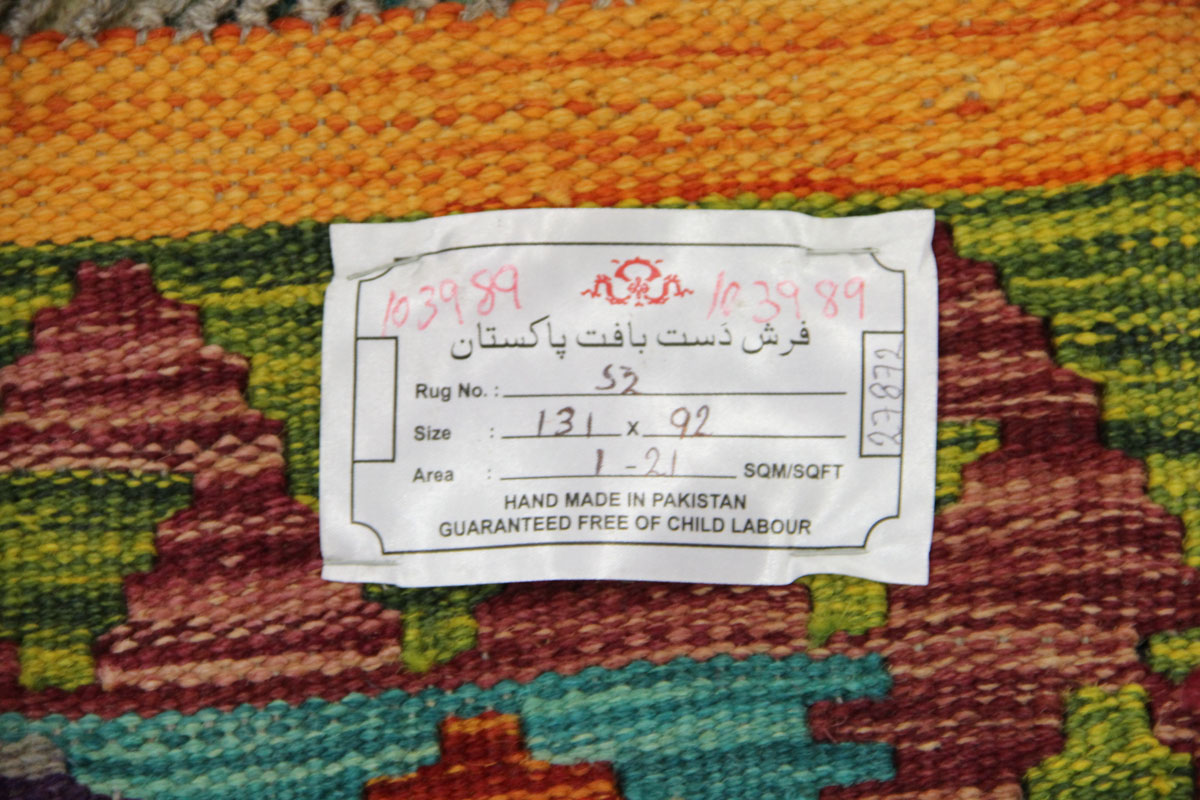 103989 103989
فرش دَست بافت پاکستان
Rug No. : 52
Size : 131 x 92
Area : 1-21 SQM/SQFT
HAND MADE IN PAKISTAN
GUARANTEED FREE OF CHILD LABOUR
27872